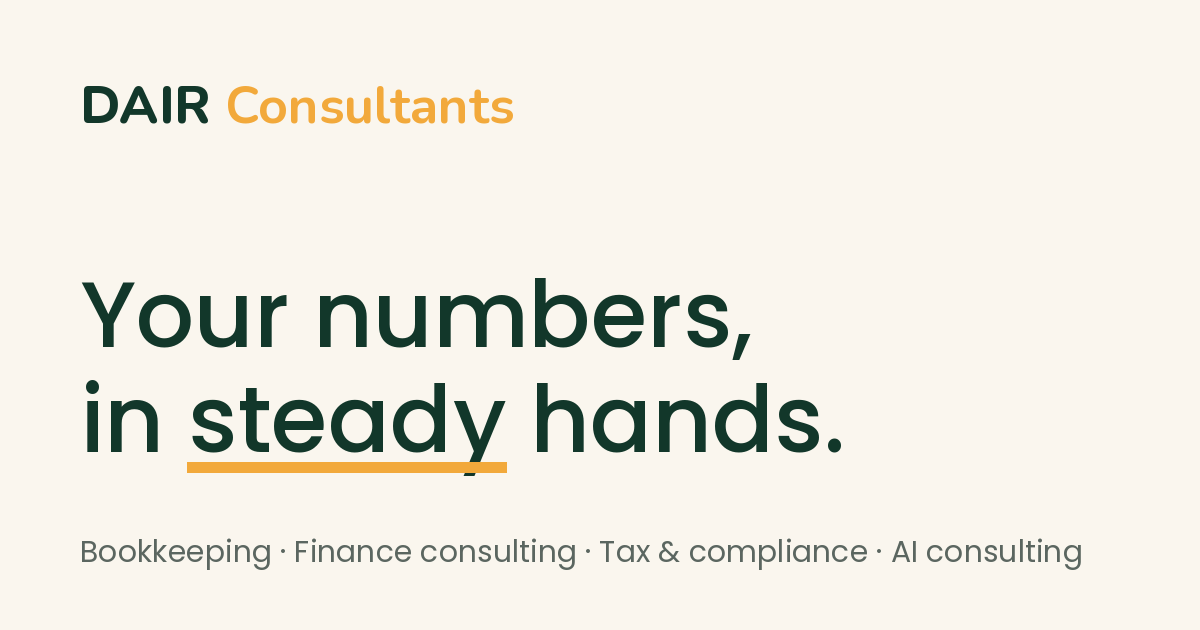 DAIR Consultants
Your numbers,
in steady hands.
Bookkeeping · Finance consulting · Tax & compliance · AI consulting